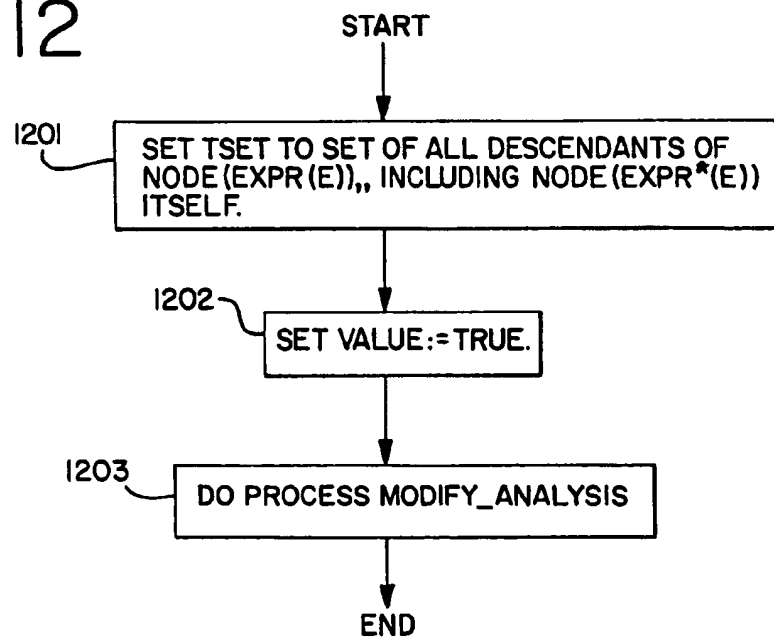 12
START
1201
SET TSET TO SET OF ALL DESCENDANTS OF
NODE(EXPR(E)),, INCLUDING NODE(EXPR*(E))
ITSELF.
1202
SET VALUE:=TRUE.
1203
DO PROCESS MODIFY_ANALYSIS
END